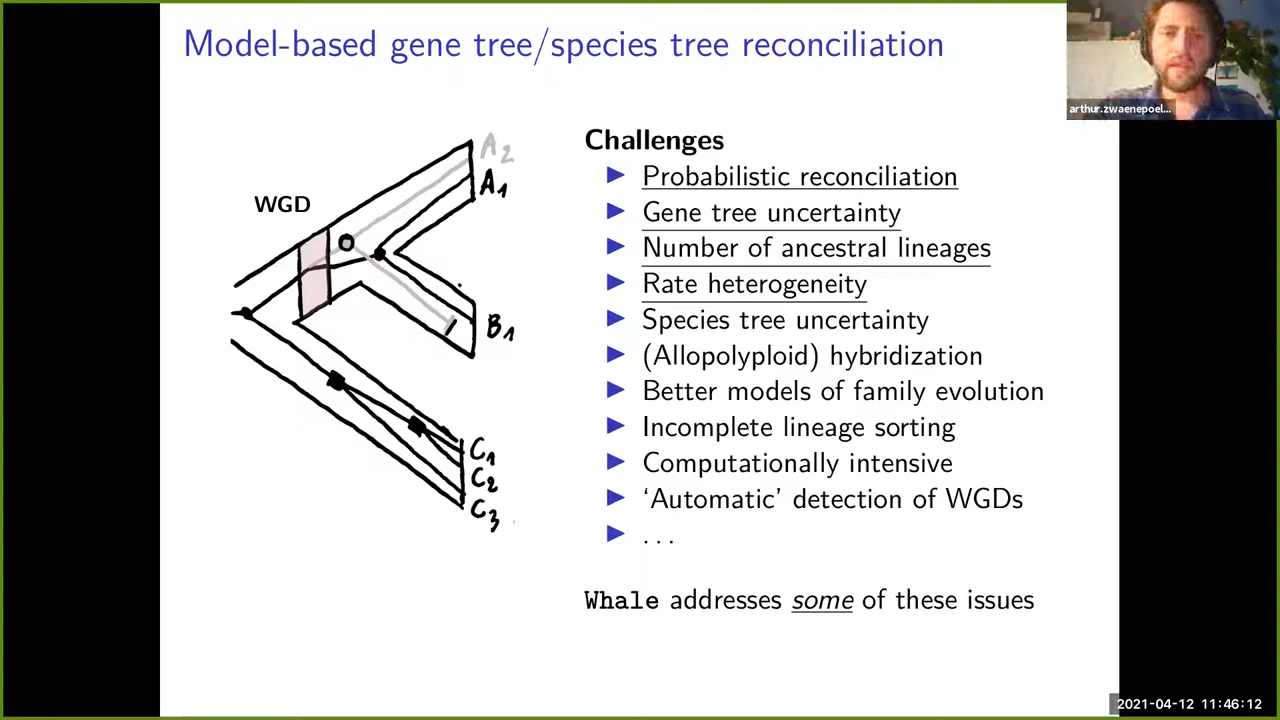 Model-based gene tree/species tree reconciliation
arthur.zwaenepoel...
WGD
A2
A1
B1
C1
C2
C3
Challenges
Probabilistic reconciliation
Gene tree uncertainty
Number of ancestral lineages
Rate heterogeneity
Species tree uncertainty
(Allopolyploid) hybridization
Better models of family evolution
Incomplete lineage sorting
Computationally intensive
‘Automatic’ detection of WGDs
...
Whale addresses some of these issues
2021-04-12 11:46:12